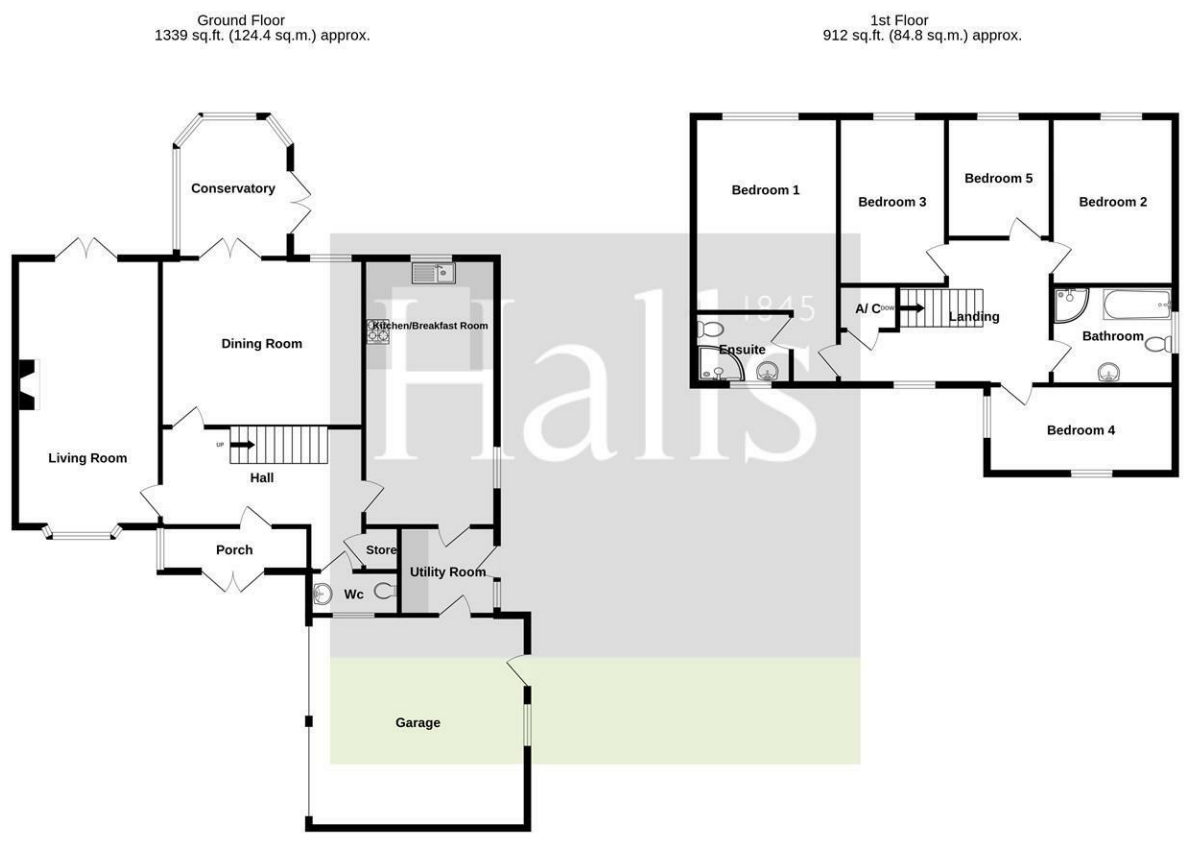 Ground Floor
1339 sq.ft. (124.4 sq.m.) approx.
1st Floor
912 sq.ft. (84.8 sq.m.) approx.
Conservatory
Dining Room
Kitchen/Breakfast Room
Living Room
UP
Hall
Porch
Store
Wc
Utility Room
Garage
Bedroom 1
Bedroom 3
Bedroom 5
Bedroom 2
A/C
DOWN
Landing
Ensuite
Bathroom
Bedroom 4
Halls
1845